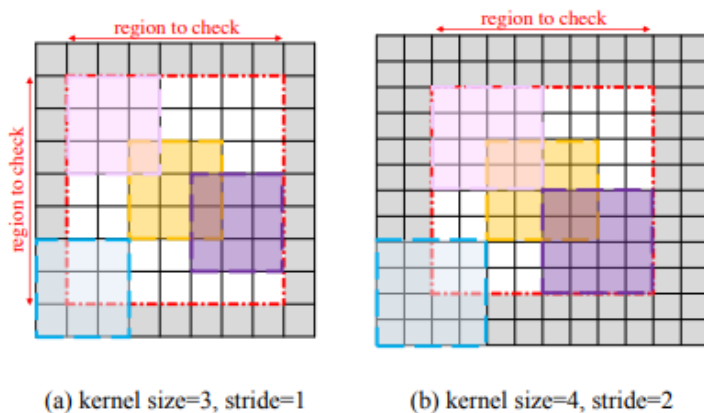 region to check
region to check
region to check
(a) kernel size=3, stride=1
(b) kernel size=4, stride=2